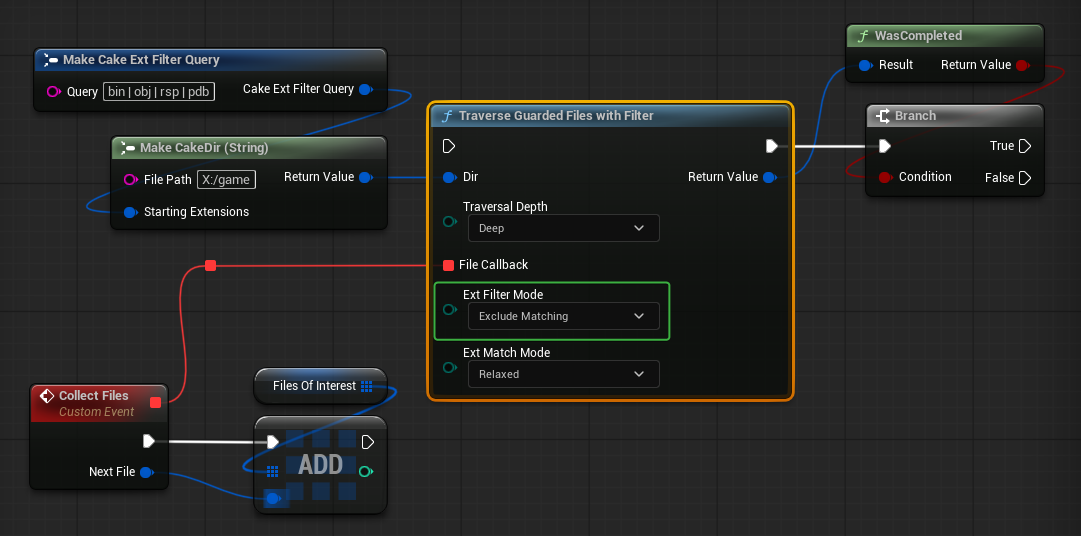 Make Cake Ext Filter Query
Query bin | obj | rsp | pdb Cake Ext Filter Query
Make CakeDir (String)
File Path X:/game Return Value
Starting Extensions
Traverse Guarded Files with Filter
Dir Return Value
Traversal Depth
Deep
File Callback
Ext Filter Mode
Exclude Matching
Ext Match Mode
Relaxed
WasCompleted
Result Return Value
Branch
True
Condition False
Collect Files
Custom Event
Next File
Files Of Interest
ADD